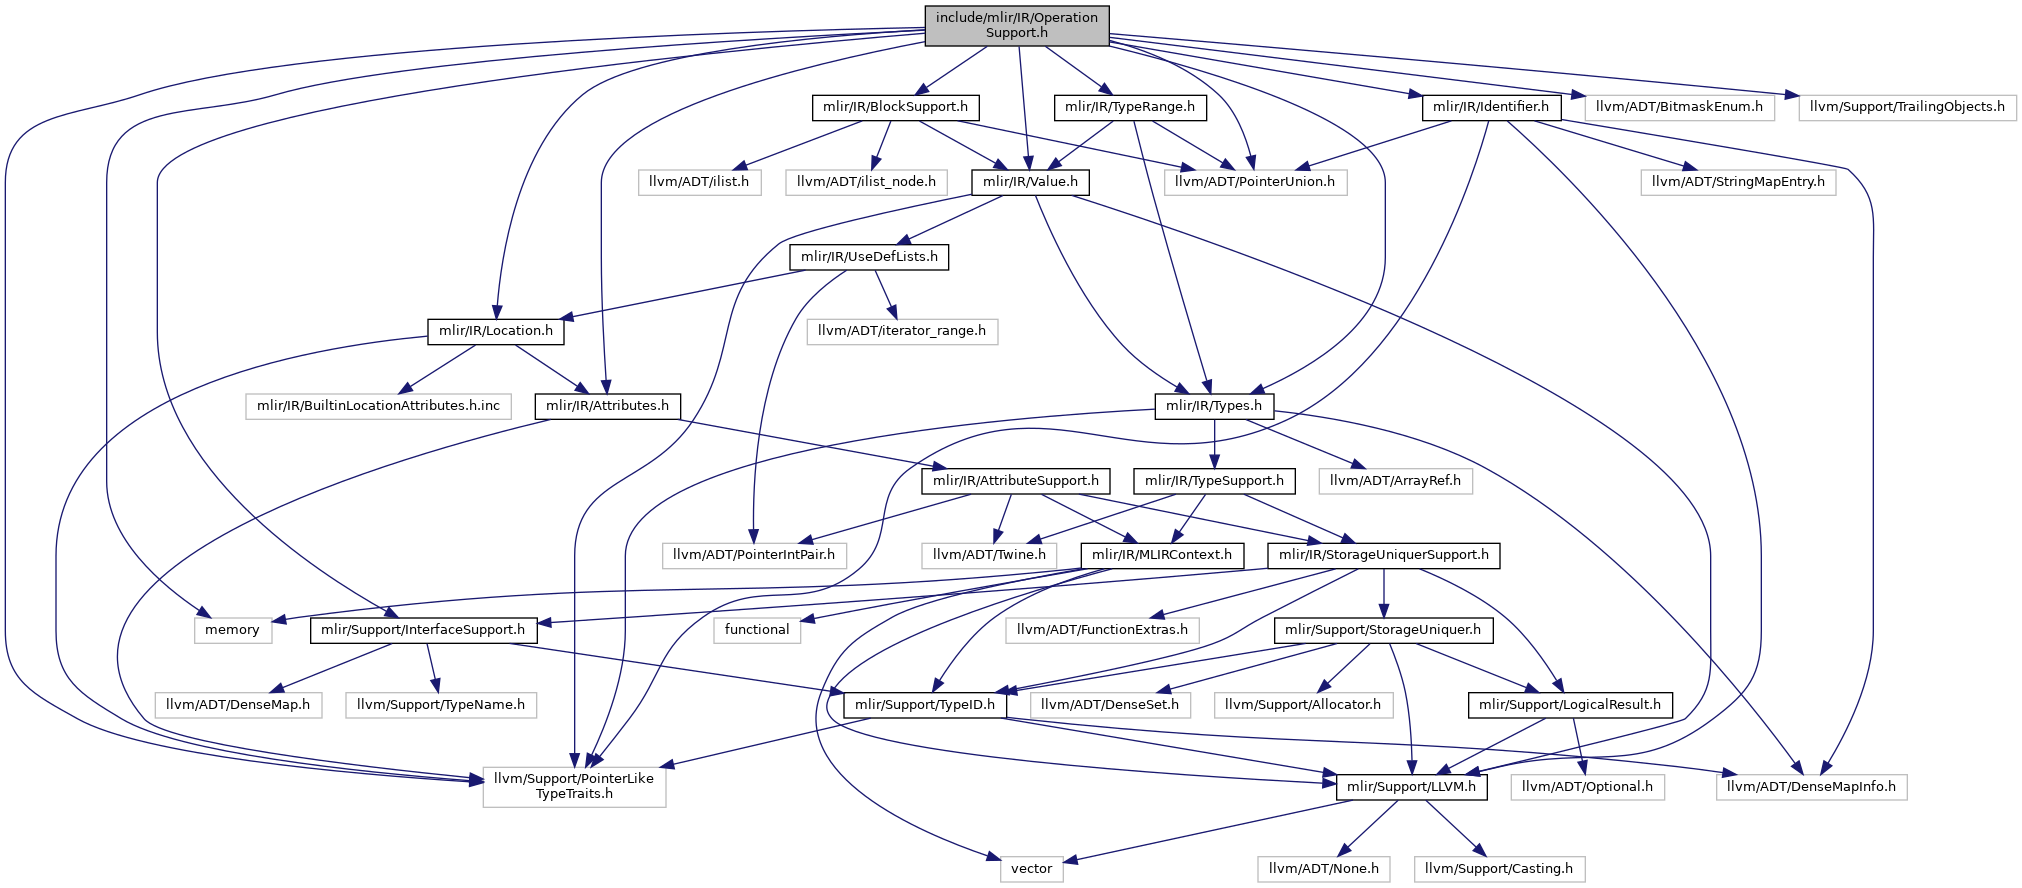 include/mlir/IR/Operation
Support.h
mlir/IR/BlockSupport.h
mlir/IR/TypeRange.h
mlir/IR/Identifier.h
llvm/ADT/BitmaskEnum.h
llvm/Support/TrailingObjects.h
llvm/ADT/ilist.h
llvm/ADT/ilist_node.h
mlir/IR/Value.h
llvm/ADT/PointerUnion.h
llvm/ADT/StringMapEntry.h
mlir/IR/UseDefLists.h
mlir/IR/Location.h
llvm/ADT/iterator_range.h
mlir/IR/BuiltinLocationAttributes.h.inc
mlir/IR/Attributes.h
mlir/IR/Types.h
mlir/IR/AttributeSupport.h
mlir/IR/TypeSupport.h
llvm/ADT/ArrayRef.h
llvm/ADT/PointerIntPair.h
llvm/ADT/Twine.h
mlir/IR/MLIRContext.h
mlir/IR/StorageUniquerSupport.h
memory
mlir/Support/InterfaceSupport.h
functional
llvm/ADT/FunctionExtras.h
mlir/Support/StorageUniquer.h
llvm/ADT/DenseMap.h
llvm/Support/TypeName.h
mlir/Support/TypeID.h
llvm/ADT/DenseSet.h
llvm/Support/Allocator.h
mlir/Support/LogicalResult.h
llvm/Support/PointerLike
TypeTraits.h
mlir/Support/LLVM.h
llvm/ADT/Optional.h
llvm/ADT/DenseMapInfo.h
vector
llvm/ADT/None.h
llvm/Support/Casting.h